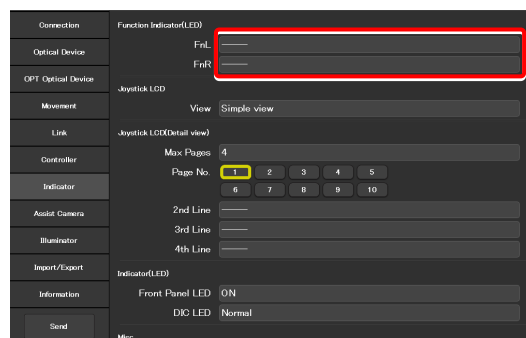 Connection
Optical Device
OPT Optical Device
Movement
Link
Controller
Indicator
Assist Camera
Illuminator
Import/Export
Information
Send
Function Indicator(LED)
FnL ———
FnR ———
Joystick LCD
View Simple view
Joystick LCD(Detail view)
Max Pages 4
Page No. 1 2 3 4 5
6 7 8 9 10
2nd Line ———
3rd Line ———
4th Line ———
Indicator(LED)
Front Panel LED ON
DIC LED Normal
Misc